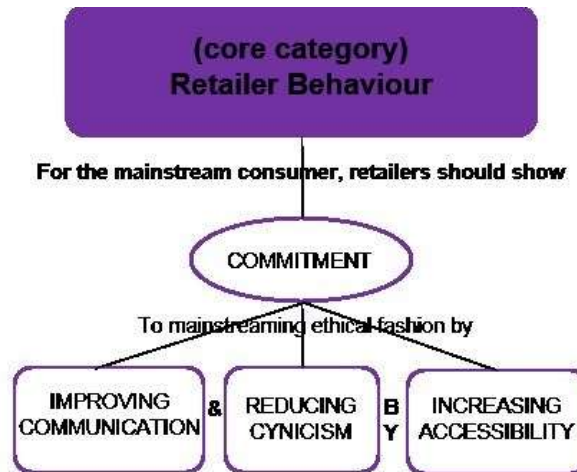 (core category)
Retailer Behaviour
For the mainstream consumer, retailers should show
COMMITMENT
To mainstreaming ethical fashion by
IMPROVING
COMMUNICATION
&
REDUCING
CYNICISM
B
Y
INCREASING
ACCESSIBILITY